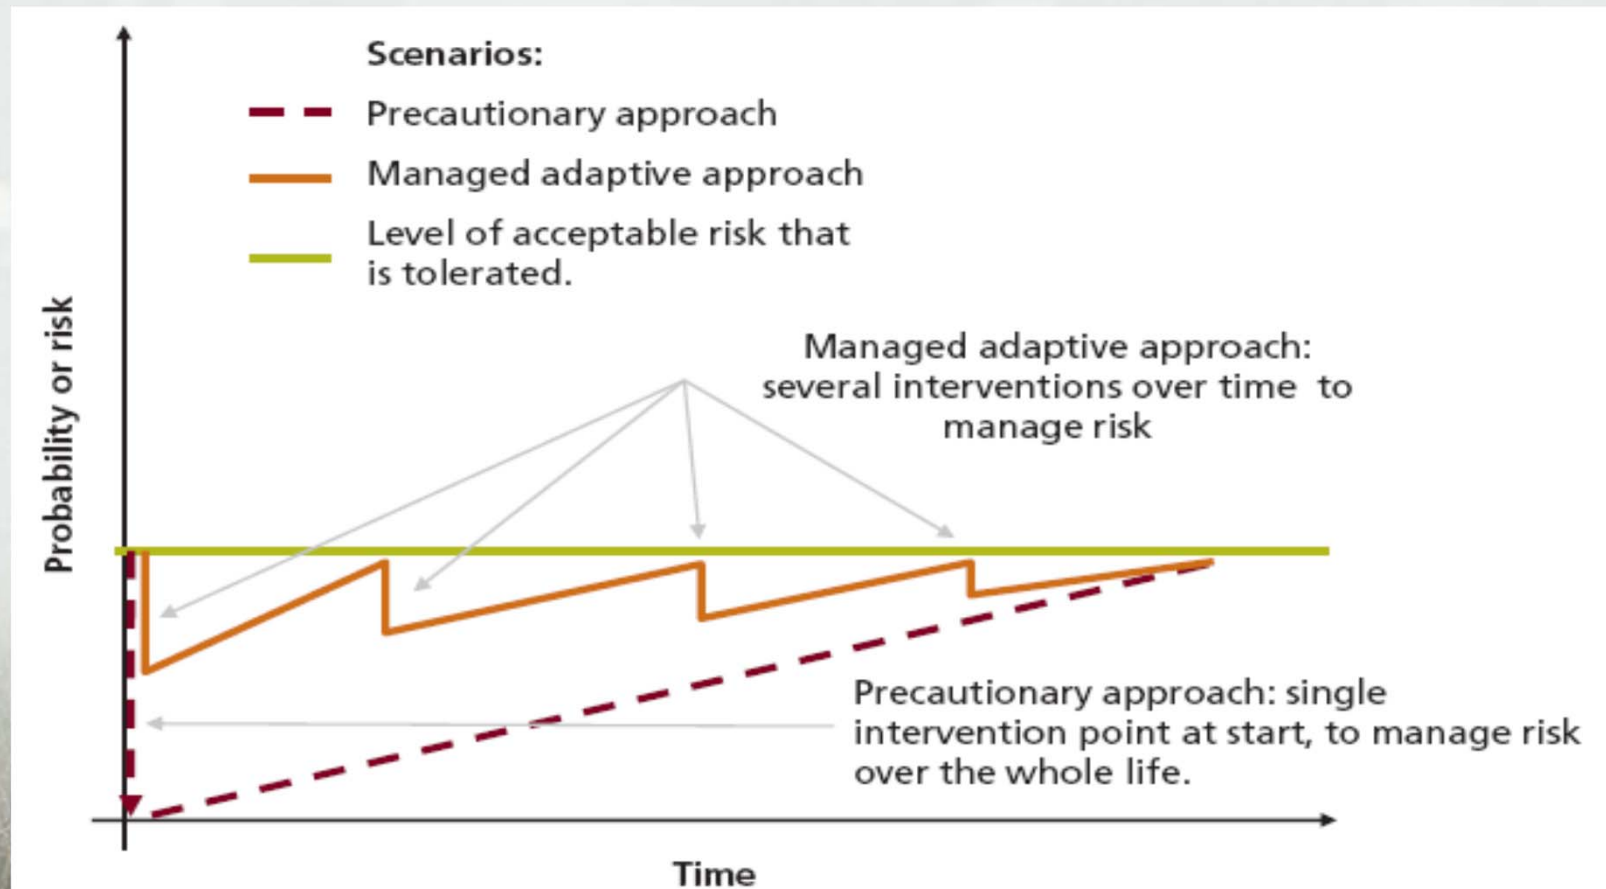 Scenarios:
Precautionary approach
Managed adaptive approach
Level of acceptable risk that
is tolerated.
Probability or risk
Managed adaptive approach:
several interventions over time to
manage risk
Precautionary approach: single
intervention point at start, to manage risk
over the whole life.
Time